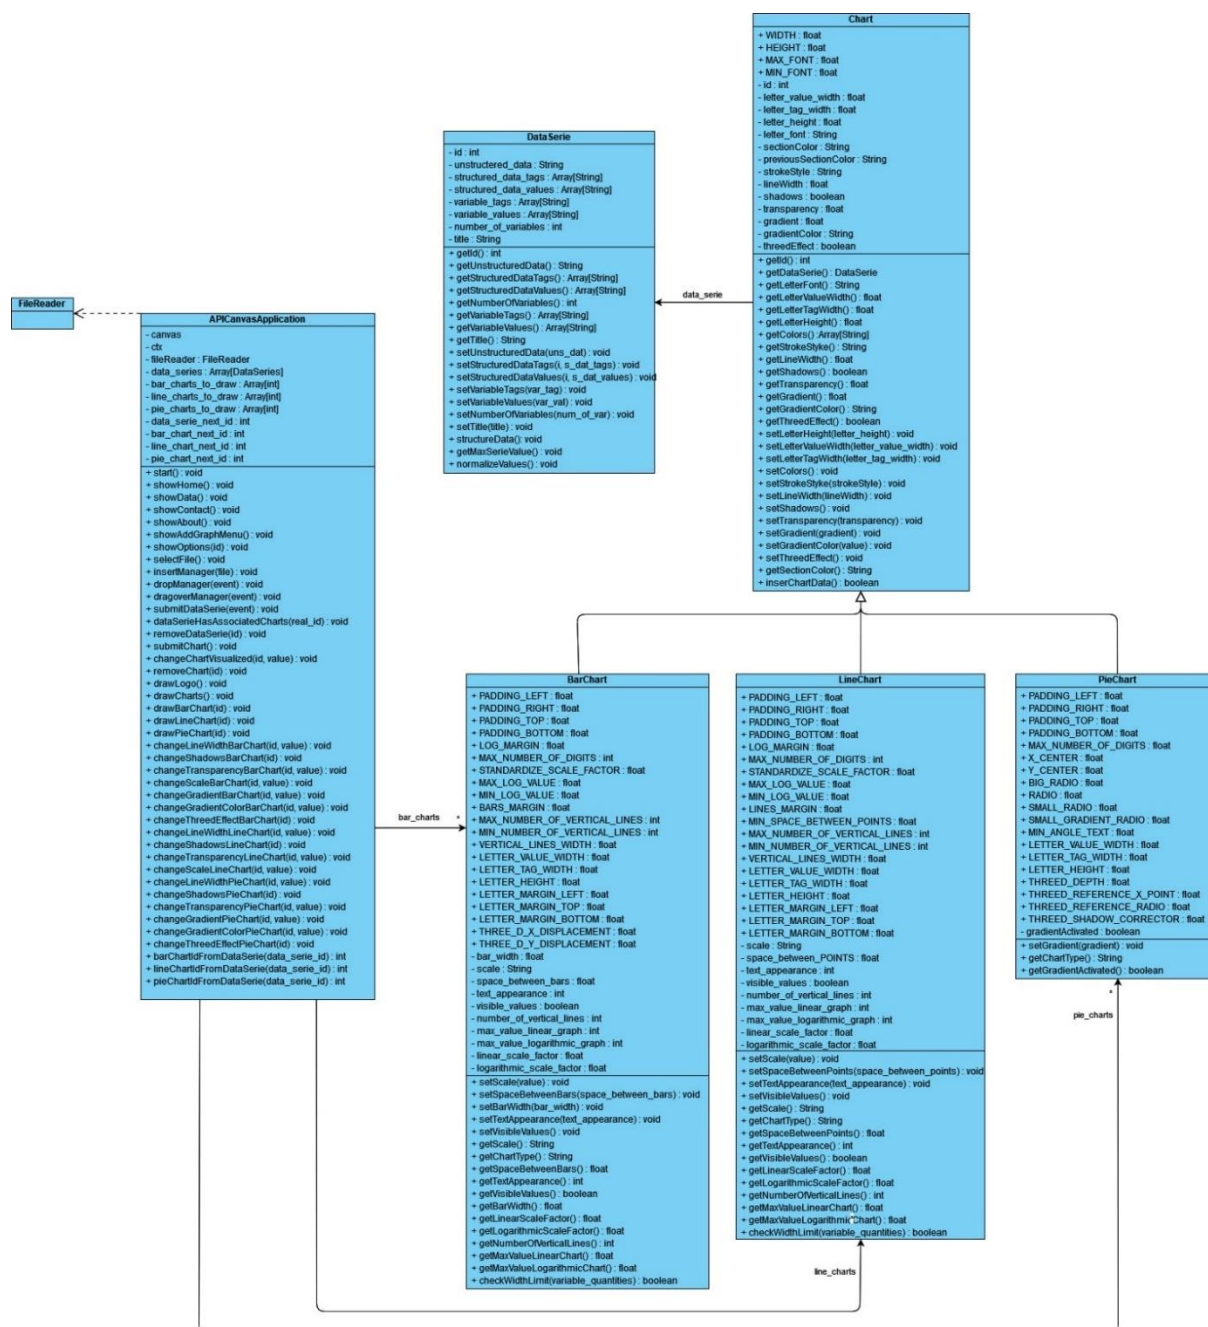 Chart
+ WIDTH : float
+ HEIGHT : float
+ MAX_FONT : float
+ MIN_FONT : float
- id : int
- letter_value_width : float
- letter_tag_width : float
- letter_height : float
- letter_font : String
- sectionColor : String
- previousSectionColor : String
- strokeStyle : String
- lineWidth : float
- shadows : boolean
- transparency : float
- gradient : float
- gradientColor : String
- threedEffect : boolean
+ getId() : int
+ getDataSerie() : DataSerie
+ getLetterFont() : String
+ getLetterValueWidth() : float
+ getLetterTagWidth() : float
+ getLetterHeight() : float
+ getColors() :Array[String]
+ getStrokeStyke() : String
+ getLineWidth() : float
+ getShadows() : boolean
+ getTransparency() : float
+ getGradient() : float
+ getGradientColor() : String
+ getThreedEffect() : boolean
+ setLetterHeight(letter_height) : void
+ setLetterValueWidth(letter_value_width) : void
+ setLetterTagWidth(letter_tag_width) : void
+ setColors() : void
+ setStrokeStyke(strokeStyle) : void
+ setLineWidth(lineWidth) : void
+ setShadows() : void
+ setTransparency(transparency) : void
+ setGradient(gradient) : void
+ setGradientColor(value) : void
+ setThreedEffect() : void
+ getSectionColor() : String
+ inserChartData() : boolean
DataSerie
- id : int
- unstructered_data : String
- structured_data_tags : Array[String]
- structured_data_values : Array[String]
- variable_tags : Array[String]
- variable_values : Array[String]
- number_of_variables : int
- title : String
+ getId() : int
+ getUnstructuredData() : String
+ getStructuredDataTags() : Array[String]
+ getStructuredDataValues() : Array[String]
+ getNumberOfVariables() : int
+ getVariableTags() : Array[String]
+ getVariableValues() : Array[String]
+ getTitle() : String
+ setUnstructuredData(uns_dat) : void
+ setStructuredDataTags(i, s_dat_tags) : void
+ setStructuredDataValues(i, s_dat_values) : void
+ setVariableTags(var_tag) : void
+ setVariableValues(var_val) : void
+ setNumberOfVariables(num_of_var) : void
+ setTitle(title) : void
+ structureData() : void
+ getMaxSerieValue() : void
+ normalizeValues() : void
data_serie
FileReader
APICanvasApplication
- canvas
- ctx
- fileReader : FileReader
- data_series : Array[DataSeries]
- bar_charts_to_draw : Array[int]
- line_charts_to_draw : Array[int]
- pie_charts_to_draw : Array[int]
- data_serie_next_id : int
- bar_chart_next_id : int
- line_chart_next_id : int
- pie_chart_next_id : int
+ start() : void
+ showHome() : void
+ showData() : void
+ showContact() : void
+ showAbout() : void
+ showAddGraphMenu() : void
+ showOptions(id) : void
+ selectFile() : void
+ insertManager(file) : void
+ dropManager(event) : void
+ dragoverManager(event) : void
+ submitDataSerie(event) : void
+ dataSerieHasAssociatedCharts(real_id) : void
+ removeDataSerie(id) : void
+ submitChart() : void
+ changeChartVisualized(id, value) : void
+ removeChart(id) : void
+ drawLogo() : void
+ drawCharts() : void
+ drawBarChart(id) : void
+ drawLineChart(id) : void
+ drawPieChart(id) : void
+ changeLineWidthBarChart(id, value) : void
+ changeShadowsBarChart(id) : void
+ changeTransparencyBarChart(id, value) : void
+ changeScaleBarChart(id, value) : void
+ changeGradientBarChart(id, value) : void
+ changeGradientColorBarChart(id, value) : void
+ changeThreedEffectBarChart(id) : void
+ changeLineWidthLineChart(id, value) : void
+ changeShadowsLineChart(id) : void
+ changeTransparencyLineChart(id, value) : void
+ changeScaleLineChart(id, value) : void
+ changeLineWidthPieChart(id, value) : void
+ changeShadowsPieChart(id) : void
+ changeTransparencyPieChart(id, value) : void
+ changeGradientPieChart(id, value) : void
+ changeGradientColorPieChart(id, value) : void
+ changeThreedEffectPieChart(id) : void
+ barChartIdFromDataSerie(data_serie_id) : int
+ lineChartIdFromDataSerie(data_serie_id) : int
+ pieChartIdFromDataSerie(data_serie_id) : int
bar_charts *
BarChart
+ PADDING_LEFT : float
+ PADDING_RIGHT : float
+ PADDING_TOP : float
+ PADDING_BOTTOM : float
+ LOG_MARGIN : float
+ MAX_NUMBER_OF_DIGITS : int
+ STANDARDIZE_SCALE_FACTOR : float
+ MAX_LOG_VALUE : float
+ MIN_LOG_VALUE : float
+ BARS_MARGIN : float
+ MAX_NUMBER_OF_VERTICAL_LINES : int
+ MIN_NUMBER_OF_VERTICAL_LINES : int
+ VERTICAL_LINES_WIDTH : float
+ LETTER_VALUE_WIDTH : float
+ LETTER_TAG_WIDTH : float
+ LETTER_HEIGHT : float
+ LETTER_MARGIN_LEFT : float
+ LETTER_MARGIN_TOP : float
+ LETTER_MARGIN_BOTTOM : float
+ THREE_D_X_DISPLACEMENT : float
+ THREE_D_Y_DISPLACEMENT : float
- bar_width : float
- scale : String
- space_between_bars : float
- text_appearance : int
- visible_values : boolean
- number_of_vertical_lines : int
- max_value_linear_graph : int
- max_value_logarithmic_graph : int
- linear_scale_factor : float
- logarithmic_scale_factor : float
+ setScale(value) : void
+ setSpaceBetweenBars(space_between_bars) : void
+ setBarWidth(bar_width) : void
+ setTextAppearance(text_appearance) : void
+ setVisibleValues() : void
+ getScale() : String
+ getChartType() : String
+ getSpaceBetweenBars() : float
+ getTextAppearance() : int
+ getVisibleValues() : boolean
+ getBarWidth() : float
+ getLinearScaleFactor() : float
+ getLogarithmicScaleFactor() : float
+ getNumberOfVerticalLines() : int
+ getMaxValueLinearChart() : float
+ getMaxValueLogarithmicChart() : float
+ checkWidthLimit(variable_quantities) : boolean
LineChart
+ PADDING_LEFT : float
+ PADDING_RIGHT : float
+ PADDING_TOP : float
+ PADDING_BOTTOM : float
+ LOG_MARGIN : float
+ MAX_NUMBER_OF_DIGITS : int
+ STANDARDIZE_SCALE_FACTOR : float
+ MAX_LOG_VALUE : float
+ MIN_LOG_VALUE : float
+ LINES_MARGIN : float
+ MIN_SPACE_BETWEEN_POINTS : float
+ MAX_NUMBER_OF_VERTICAL_LINES : int
+ MIN_NUMBER_OF_VERTICAL_LINES : int
+ VERTICAL_LINES_WIDTH : float
+ LETTER_VALUE_WIDTH : float
+ LETTER_TAG_WIDTH : float
+ LETTER_HEIGHT : float
+ LETTER_MARGIN_LEFT : float
+ LETTER_MARGIN_TOP : float
+ LETTER_MARGIN_BOTTOM : float
- scale : String
- space_between_POINTS : float
- text_appearance : int
- visible_values : boolean
- number_of_vertical_lines : int
- max_value_linear_graph : int
- max_value_logarithmic_graph : int
- linear_scale_factor : float
- logarithmic_scale_factor : float
+ setScale(value) : void
+ setSpaceBetweenPoints(space_between_points) : void
+ setTextAppearance(text_appearance) : void
+ setVisibleValues() : void
+ getScale() : String
+ getChartType() : String
+ getSpaceBetweenPoints() : float
+ getTextAppearance() : int
+ getVisibleValues() : boolean
+ getLinearScaleFactor() : float
+ getLogarithmicScaleFactor() : float
+ getNumberOfVerticalLines() : int
+ getMaxValueLinearChart() : float
+ getMaxValueLogarithmicChart() : float
+ checkWidthLimit(variable_quantities) : boolean
line_charts
PieChart
+ PADDING_LEFT : float
+ PADDING_RIGHT : float
+ PADDING_TOP : float
+ PADDING_BOTTOM : float
+ MAX_NUMBER_OF_DIGITS : float
+ X_CENTER : float
+ Y_CENTER : float
+ BIG_RADIO : float
+ RADIO : float
+ SMALL_RADIO : float
+ SMALL_GRADIENT_RADIO : float
+ MIN_ANGLE_TEXT : float
+ LETTER_VALUE_WIDTH : float
+ LETTER_TAG_WIDTH : float
+ LETTER_HEIGHT : float
+ THREED_DEPTH : float
+ THREED_REFERENCE_X_POINT : float
+ THREED_REFERENCE_RADIO : float
+ THREED_SHADOW_CORRECTOR : float
- gradientActivated : boolean
+ setGradient(gradient) : void
+ getChartType() : String
+ getGradientActivated() : boolean
*
pie_charts